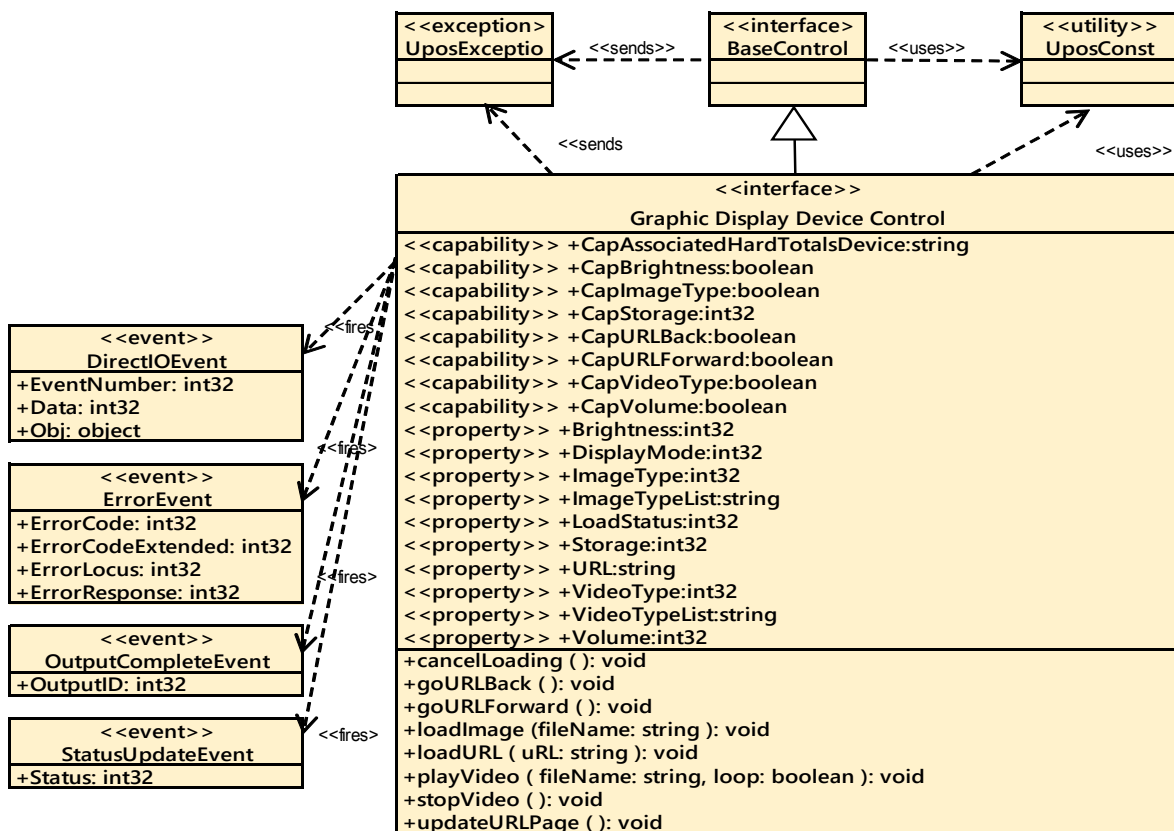 <<exception>
UposExceptio
<<sends>>
<<interface>>
BaseControl
<<uses>>
<<utility>>
UposConst
<<sends
<<uses>>
<<interface>>
Graphic Display Device Control
<<capability>> +CapAssociatedHardTotalsDevice:string
<<capability>> +CapBrightness:boolean
<<capability>> +CapImageType:boolean
<<capability>> +CapStorage:int32
<<capability>> +CapURLBack:boolean
<<capability>> +CapURLForward:boolean
<<capability>> +CapVideoType:boolean
<<capability>> +CapVolume:boolean
<<property>> +Brightness:int32
<<property>> +DisplayMode:int32
<<property>> +ImageType:int32
<<property>> +ImageTypeList:string
<<property>> +LoadStatus:int32
<<property>> +Storage:int32
<<property>> +URL:string
<<property>> +VideoType:int32
<<property>> +VideoTypeList:string
<<property>> +Volume:int32
+cancelLoading ( ): void
+goURLBack ( ): void
+goURLForward ( ): void
+loadImage (fileName: string ): void
+loadURL ( uRL: string ): void
+playVideo ( fileName: string, loop: boolean ): void
+stopVideo ( ): void
+updateURLPage ( ): void
<<fires
<<event>>
DirectIOEvent
+EventNumber: int32
+Data: int32
+Obj: object
<<fires>
<<event>>
ErrorEvent
+ErrorCode: int32
+ErrorCodeExtended: int32
+ErrorLocus: int32
+ErrorResponse: int32
<<fires>
<<event>>
OutputCompleteEvent
+OutputID: int32
<<fires>
<<event>>
StatusUpdateEvent
+Status: int32